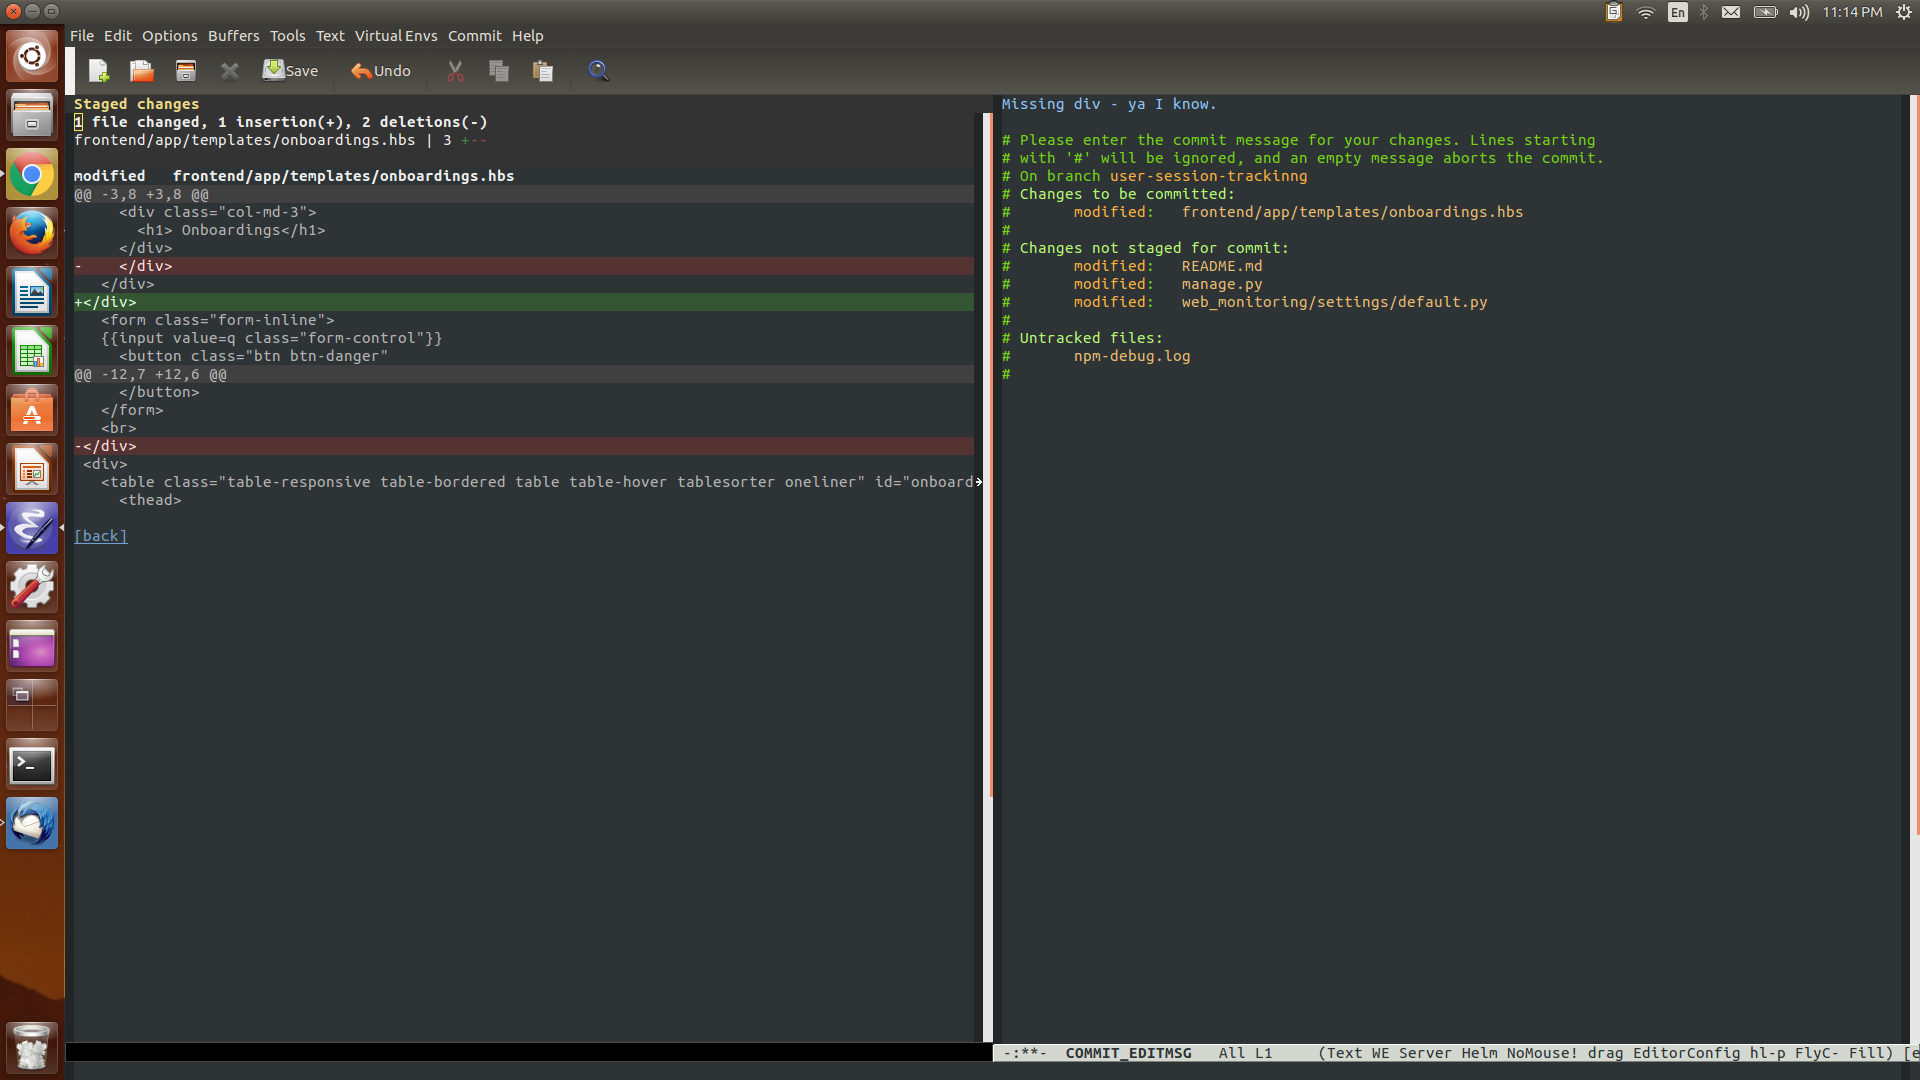 En 11:14 PM
File Edit Options Buffers Tools Text Virtual Envs Commit Help
Save Undo
Staged changes
1 file changed, 1 insertion(+), 2 deletions(-)
frontend/app/templates/onboardings.hbs | 3 +--
modified   frontend/app/templates/onboardings.hbs
@@ -3,8 +3,8 @@
     <div class="col-md-3">
       <h1> Onboardings</h1>
     </div>
-    </div>
   </div>
+</div>
   <form class="form-inline">
   {{input value=q class="form-control"}}
     <button class="btn btn-danger"
@@ -12,7 +12,6 @@
     </button>
   </form>
   <br>
-</div>
 <div>
   <table class="table-responsive table-bordered table table-hover tablesorter oneliner" id="onboard
     <thead>
[back]
Missing div - ya I know.
# Please enter the commit message for your changes. Lines starting
# with '#' will be ignored, and an empty message aborts the commit.
# On branch user-session-trackinng
# Changes to be committed:
#       modified:   frontend/app/templates/onboardings.hbs
#
# Changes not staged for commit:
#       modified:   README.md
#       modified:   manage.py
#       modified:   web_monitoring/settings/default.py
#
# Untracked files:
#       npm-debug.log
#
-:**-  COMMIT_EDITMSG   All L1     (Text WE Server Helm NoMouse! drag EditorConfig hl-p FlyC- Fill) [e